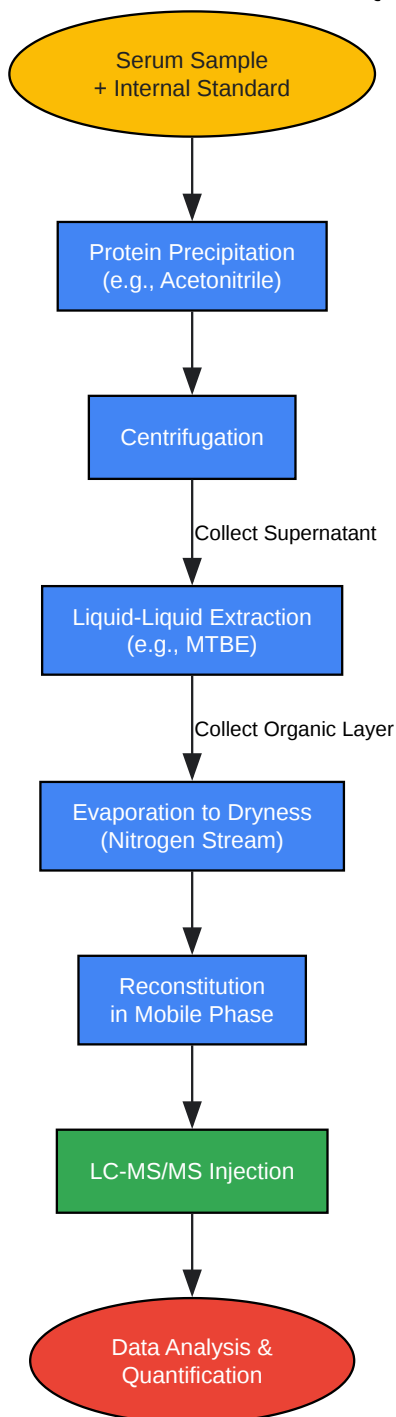 Serum Sample
+ Internal Standard
Protein Precipitation
(e.g., Acetonitrile)
Centrifugation
Collect Supernatant
Liquid-Liquid Extraction
(e.g., MTBE)
Collect Organic Layer
Evaporation to Dryness
(Nitrogen Stream)
Reconstitution
in Mobile Phase
LC-MS/MS Injection
Data Analysis &
Quantification